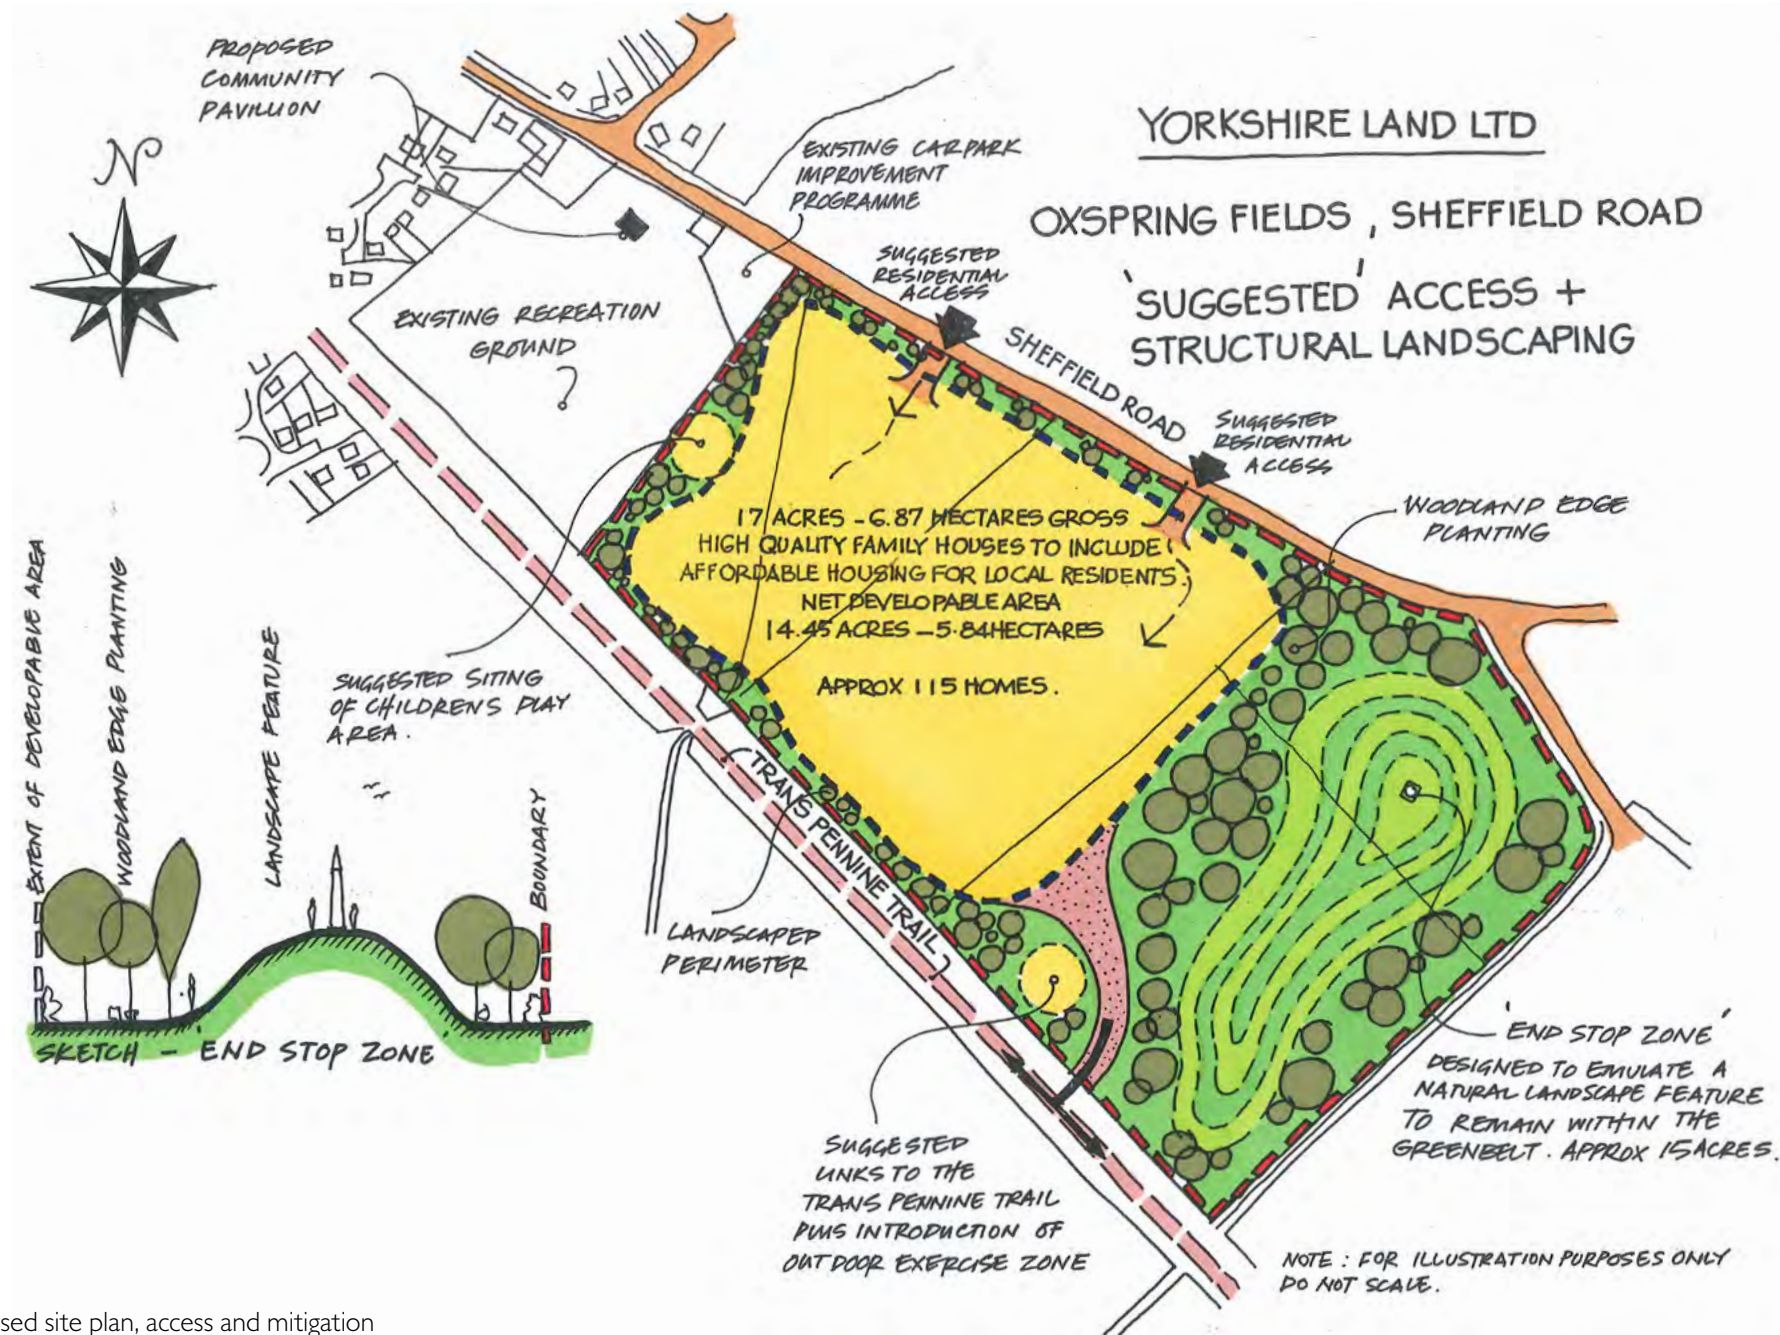 PROPOSED
COMMUNITY
PAVILLION
N
EXISTING CARPARK
IMPROVEMENT
PROGRAMME
YORKSHIRE LAND LTD
OXSPRING FIELDS, SHEFFIELD ROAD
'SUGGESTED' ACCESS +
STRUCTURAL LANDSCAPING
SUGGESTED
RESIDENTIAL
ACCESS
SHEFFIELD ROAD
SUGGESTED
RESIDENTIAL
ACCESS
EXISTING RECREATION
GROUND
WOODLAND EDGE
PLANTING
17 ACRES - 6.87 HECTARES GROSS
HIGH QUALITY FAMILY HOUSES TO INCLUDE
AFFORDABLE HOUSING FOR LOCAL RESIDENTS.
NET DEVELOPABLE AREA
14.45 ACRES - 5.84 HECTARES
APPROX 115 HOMES.
SUGGESTED SITING
OF CHILDRENS PLAY
AREA.
EXTENT OF DEVELOPABLE AREA
WOODLAND EDGE PLANTING
LANDSCAPE FEATURE
BOUNDARY
SKETCH - END STOP ZONE
TRANS PENNINE TRAIL
LANDSCAPED
PERIMETER
'END STOP ZONE'
DESIGNED TO EMULATE A
NATURAL LANDSCAPE FEATURE
TO REMAIN WITHIN THE
GREENBELT. APPROX 15 ACRES.
SUGGESTED
LINKS TO THE
TRANS PENNINE TRAIL
PLUS INTRODUCTION OF
OUTDOOR EXERCISE ZONE
NOTE: FOR ILLUSTRATION PURPOSES ONLY
DO NOT SCALE.
sed site plan, access and mitigation